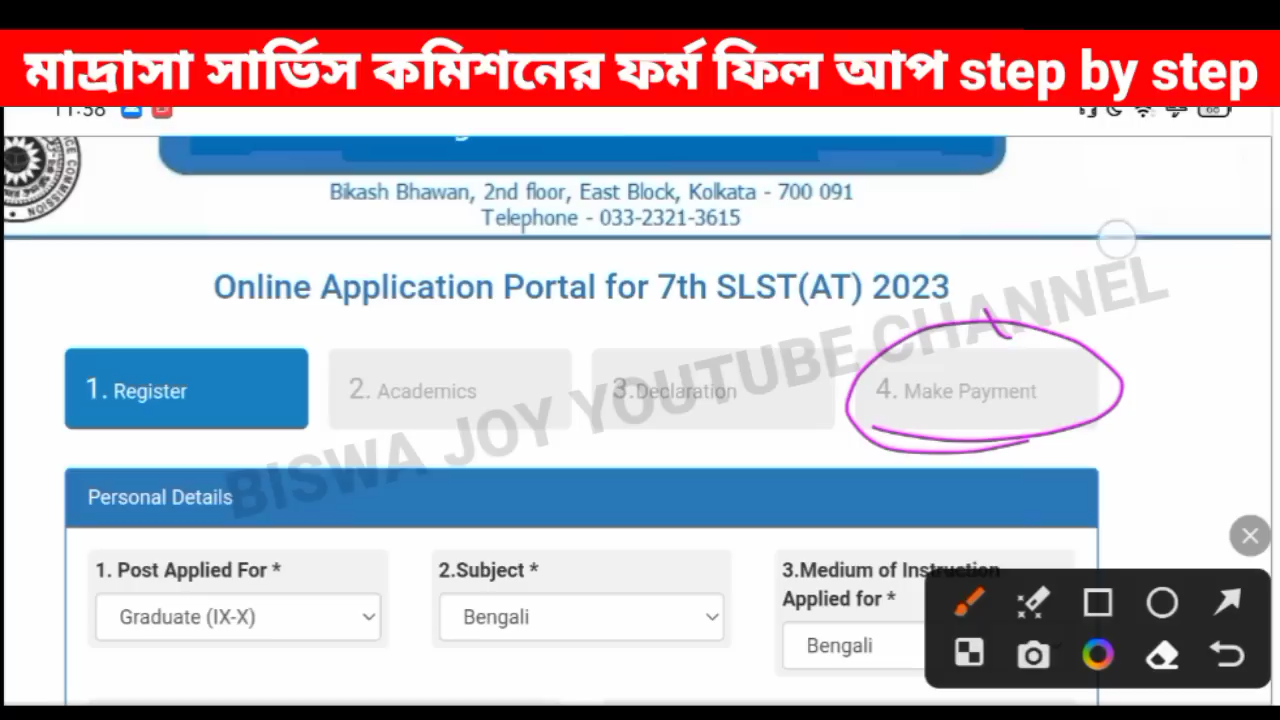 মাদ্রাসা সার্ভিস কমিশনের ফর্ম ফিল আপ step by step
11:38
Bikash Bhawan, 2nd floor, East Block, Kolkata - 700 091
Telephone - 033-2321-3615
Online Application Portal for 7th SLST(AT) 2023
1. Register
2. Academics
3.Declaration
4. Make Payment
BISWA JOY YOUTUBE CHANNEL
Personal Details
1. Post Applied For *
2.Subject *
3.Medium of Instruction
Applied for *
Graduate (IX-X)
Bengali
Bengali